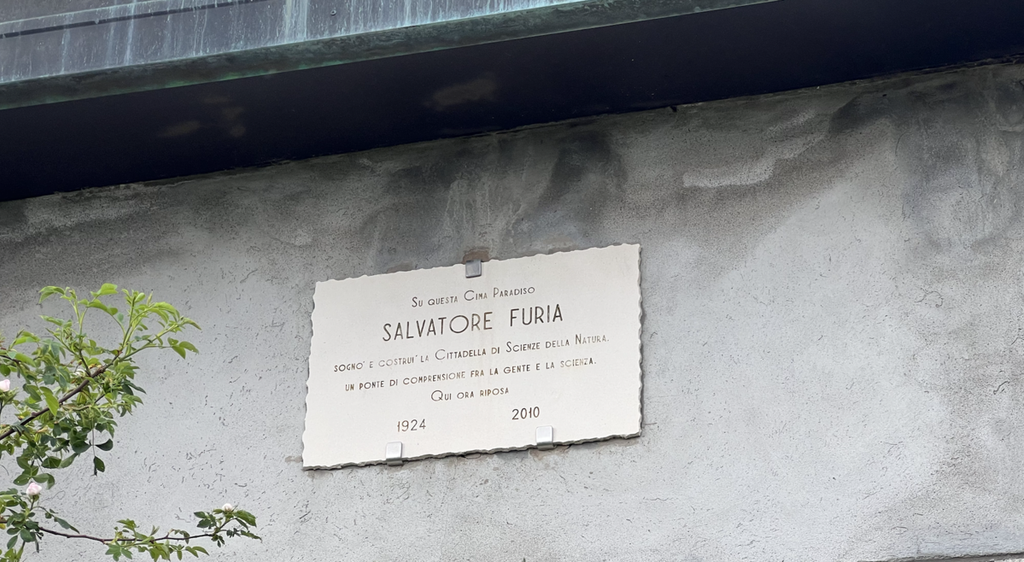 Su questa Cima Paradiso
SALVATORE FURIA
sognò e costruì la Cittadella di Scienze della Natura.
un ponte di comprensione fra la gente e la scienza.
Qui ora riposa
1924 2010